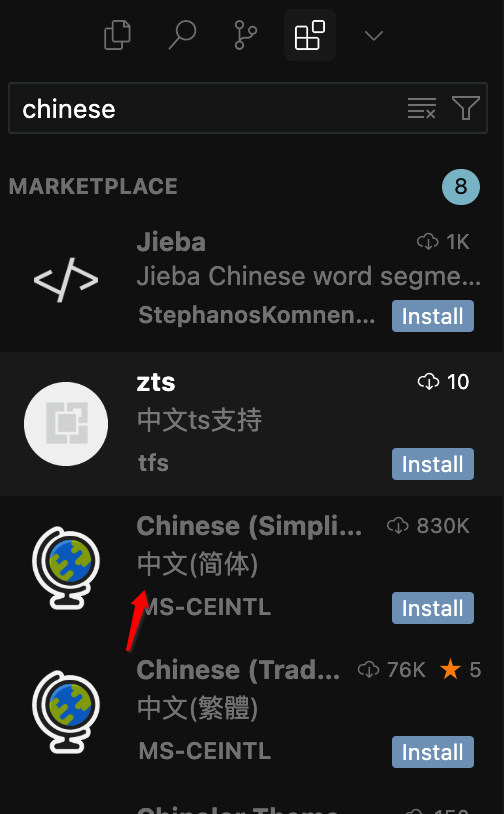 chinese
MARKETPLACE
8
Jieba
1K
Jieba Chinese word segme...
StephanosKomnen...
Install
zts
10
中文ts支持
tfs
Install
Chinese (Simpli...
830K
中文(简体)
MS-CEINTL
Install
Chinese (Trad...
76K
5
中文(繁體)
MS-CEINTL
Install